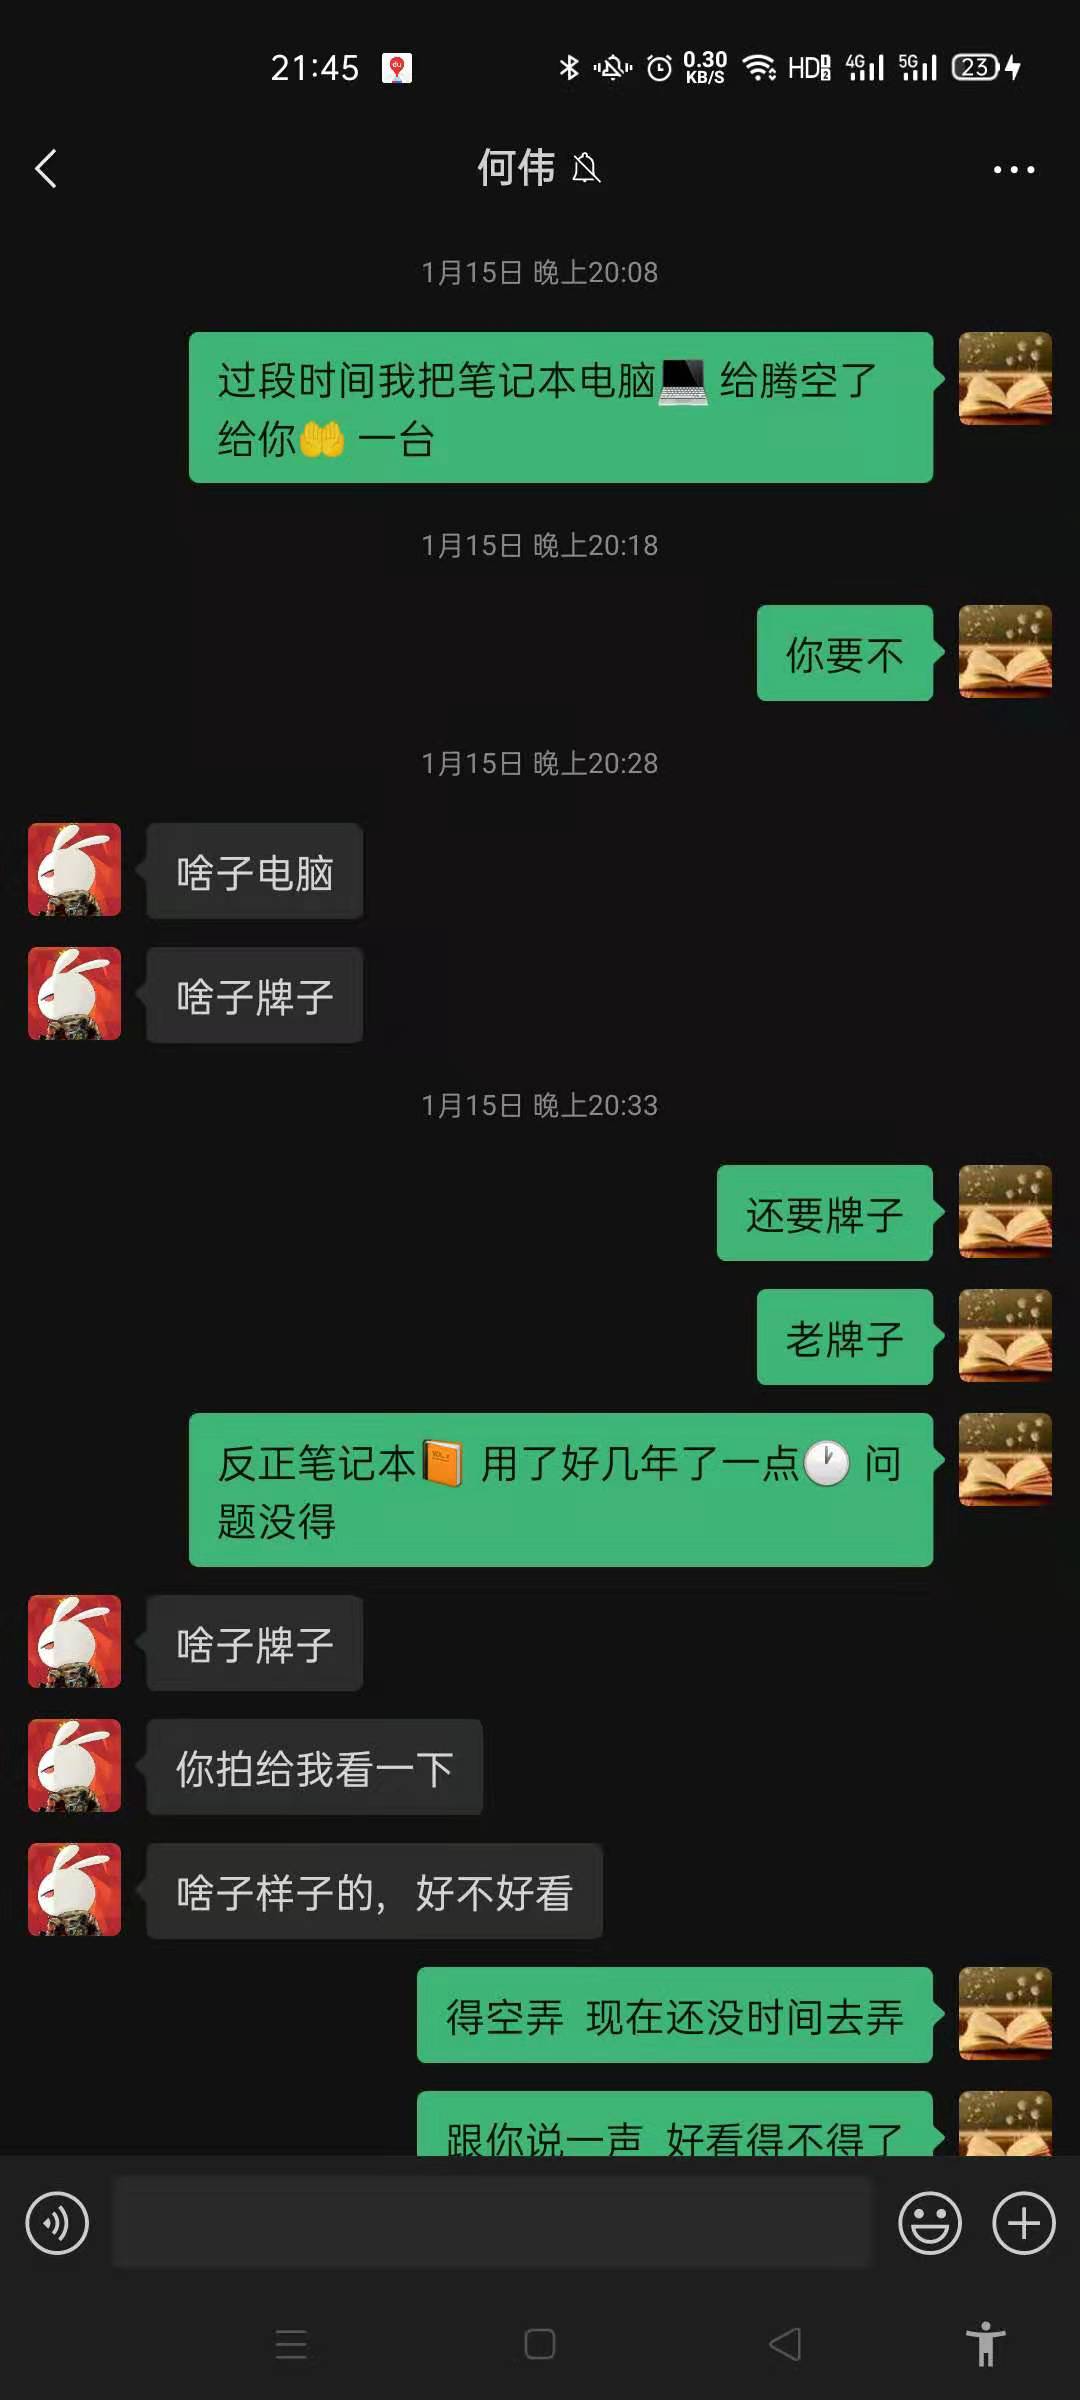 21:45
0.30
KB/S
HD
4G
5G
23
何伟
1月15日 晚上20:08
过段时间我把笔记本电脑💻 给腾空了
给你🤲 一台
1月15日 晚上20:18
你要不
1月15日 晚上20:28
啥子电脑
啥子牌子
1月15日 晚上20:33
还要牌子
老牌子
反正笔记本📙 用了好几年了一点🕐 问
题没得
啥子牌子
你拍给我看一下
啥子样子的，好不好看
得空弄 现在还没时间去弄
跟你说一声 好看得不得了